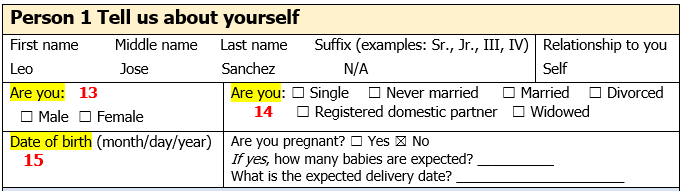 Person 1 Tell us about yourself
First name Middle name Last name Suffix (examples: Sr., Jr., III, IV) Relationship to you
Leo Jose Sanchez N/A Self
Are you: 13 Are you: ☐ Single ☐ Never married ☐ Married ☐ Divorced
☐ Male ☐ Female 14 ☐ Registered domestic partner ☐ Widowed
Date of birth (month/day/year) Are you pregnant? ☐ Yes ☒ No
15 If yes, how many babies are expected? __________
What is the expected delivery date? ____________________